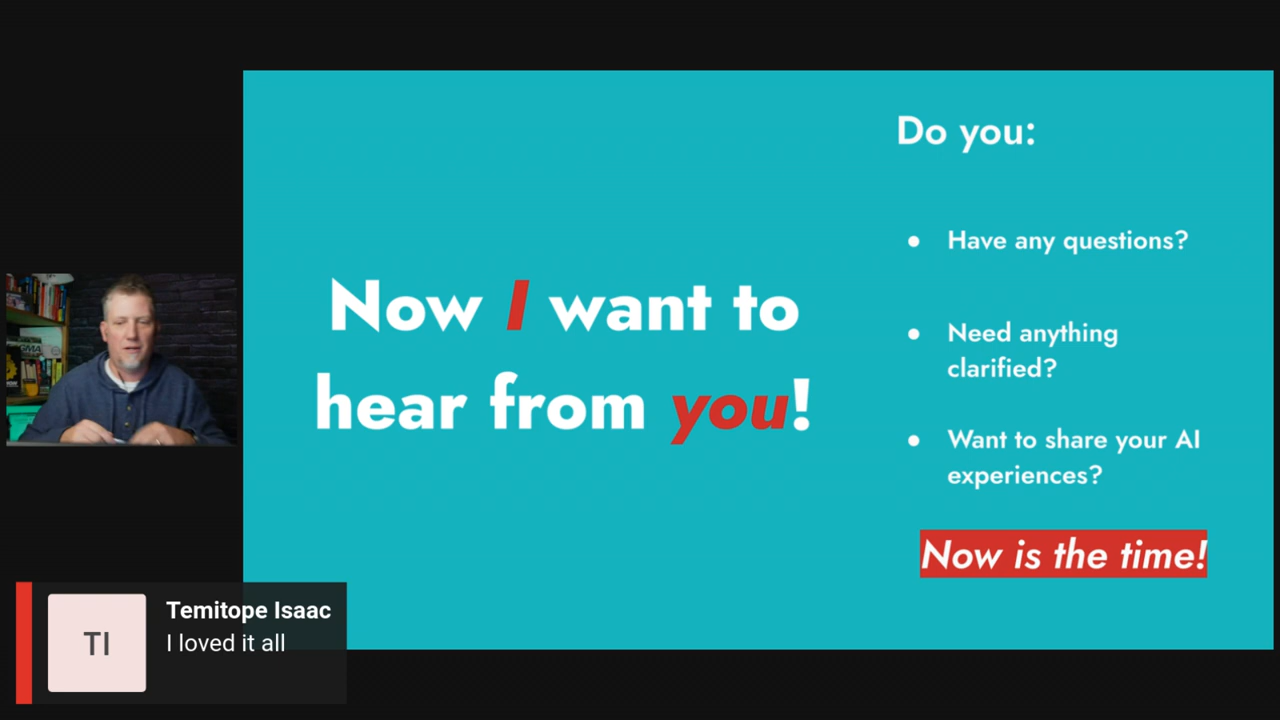 Do you:
Now I want to
hear from you!
● Have any questions?
● Need anything
clarified?
● Want to share your AI
experiences?
Now is the time!
TI
Temitope Isaac
I loved it all